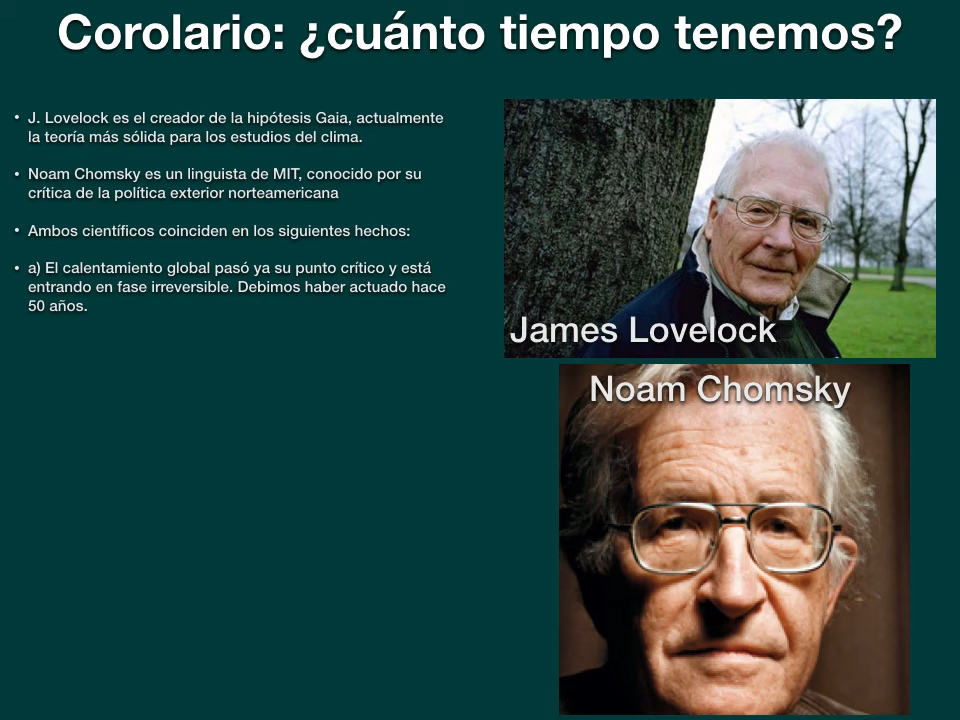 Corolario: ¿cuánto tiempo tenemos?
• J. Lovelock es el creador de la hipótesis Gaia, actualmente
la teoría más sólida para los estudios del clima.
• Noam Chomsky es un linguista de MIT, conocido por su
crítica de la política exterior norteamericana
• Ambos científicos coinciden en los siguientes hechos:
• a) El calentamiento global pasó ya su punto crítico y está
entrando en fase irreversible. Debimos haber actuado hace
50 años.
James Lovelock
Noam Chomsky